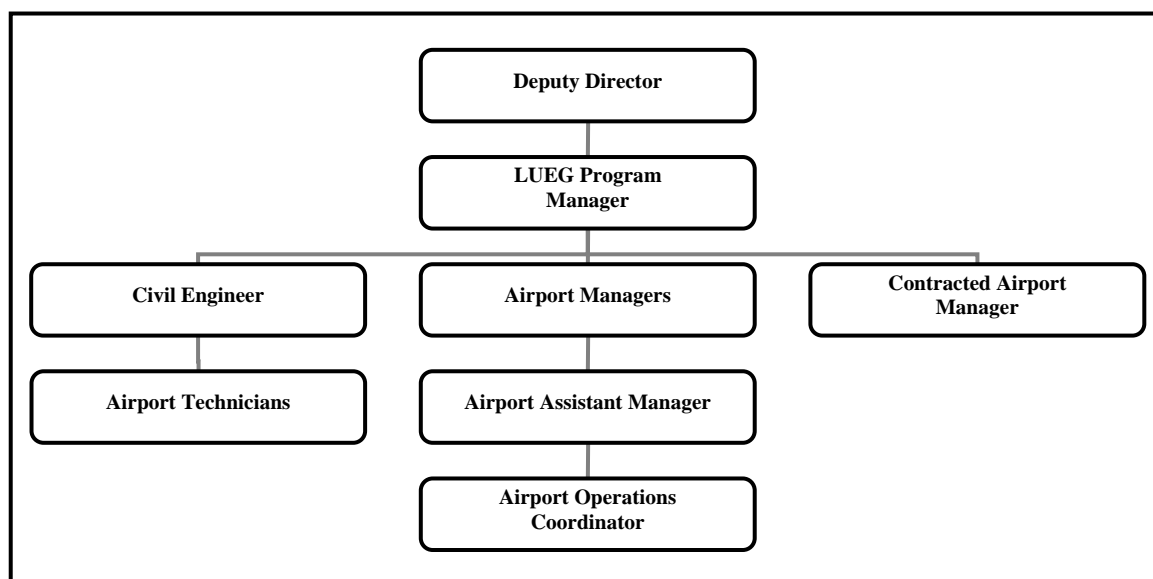 Deputy Director
LUEG Program
Manager
Civil Engineer
Airport Managers
Contracted Airport
Manager
Airport Technicians
Airport Assistant Manager
Airport Operations
Coordinator